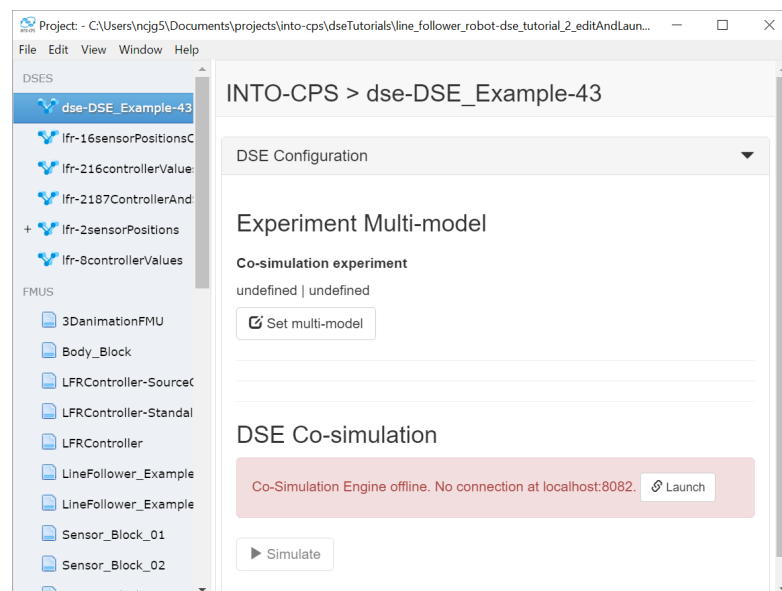 Project: - C:\Users\ncjg5\Documents\projects\into-cps\dseTutorials\line_follower_robot-dse_tutorial_2_editAndLaun...
File Edit View Window Help
DSES
dse-DSE_Example-43
lfr-16sensorPositionsC
lfr-216controllerValue
lfr-2187ControllerAnd
+ lfr-2sensorPositions
lfr-8controllerValues
FMUS
3DanimationFMU
Body_Block
LFRController-SourceC
LFRController-Standal
LFRController
LineFollower_Example
LineFollower_Example
Sensor_Block_01
Sensor_Block_02
INTO-CPS > dse-DSE_Example-43
DSE Configuration
Experiment Multi-model
Co-simulation experiment
undefined | undefined
Set multi-model
DSE Co-simulation
Co-Simulation Engine offline. No connection at localhost:8082. Launch
Simulate